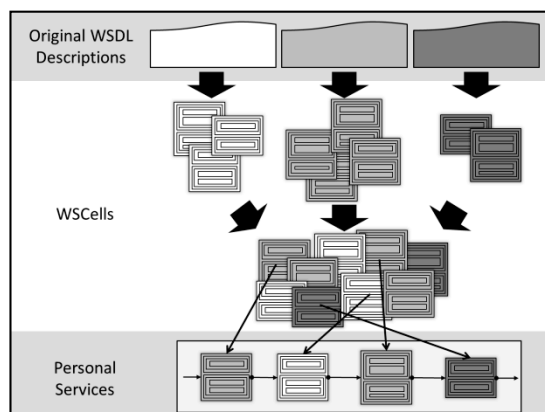 Original WSDL
Descriptions
WSCells
Personal
Services